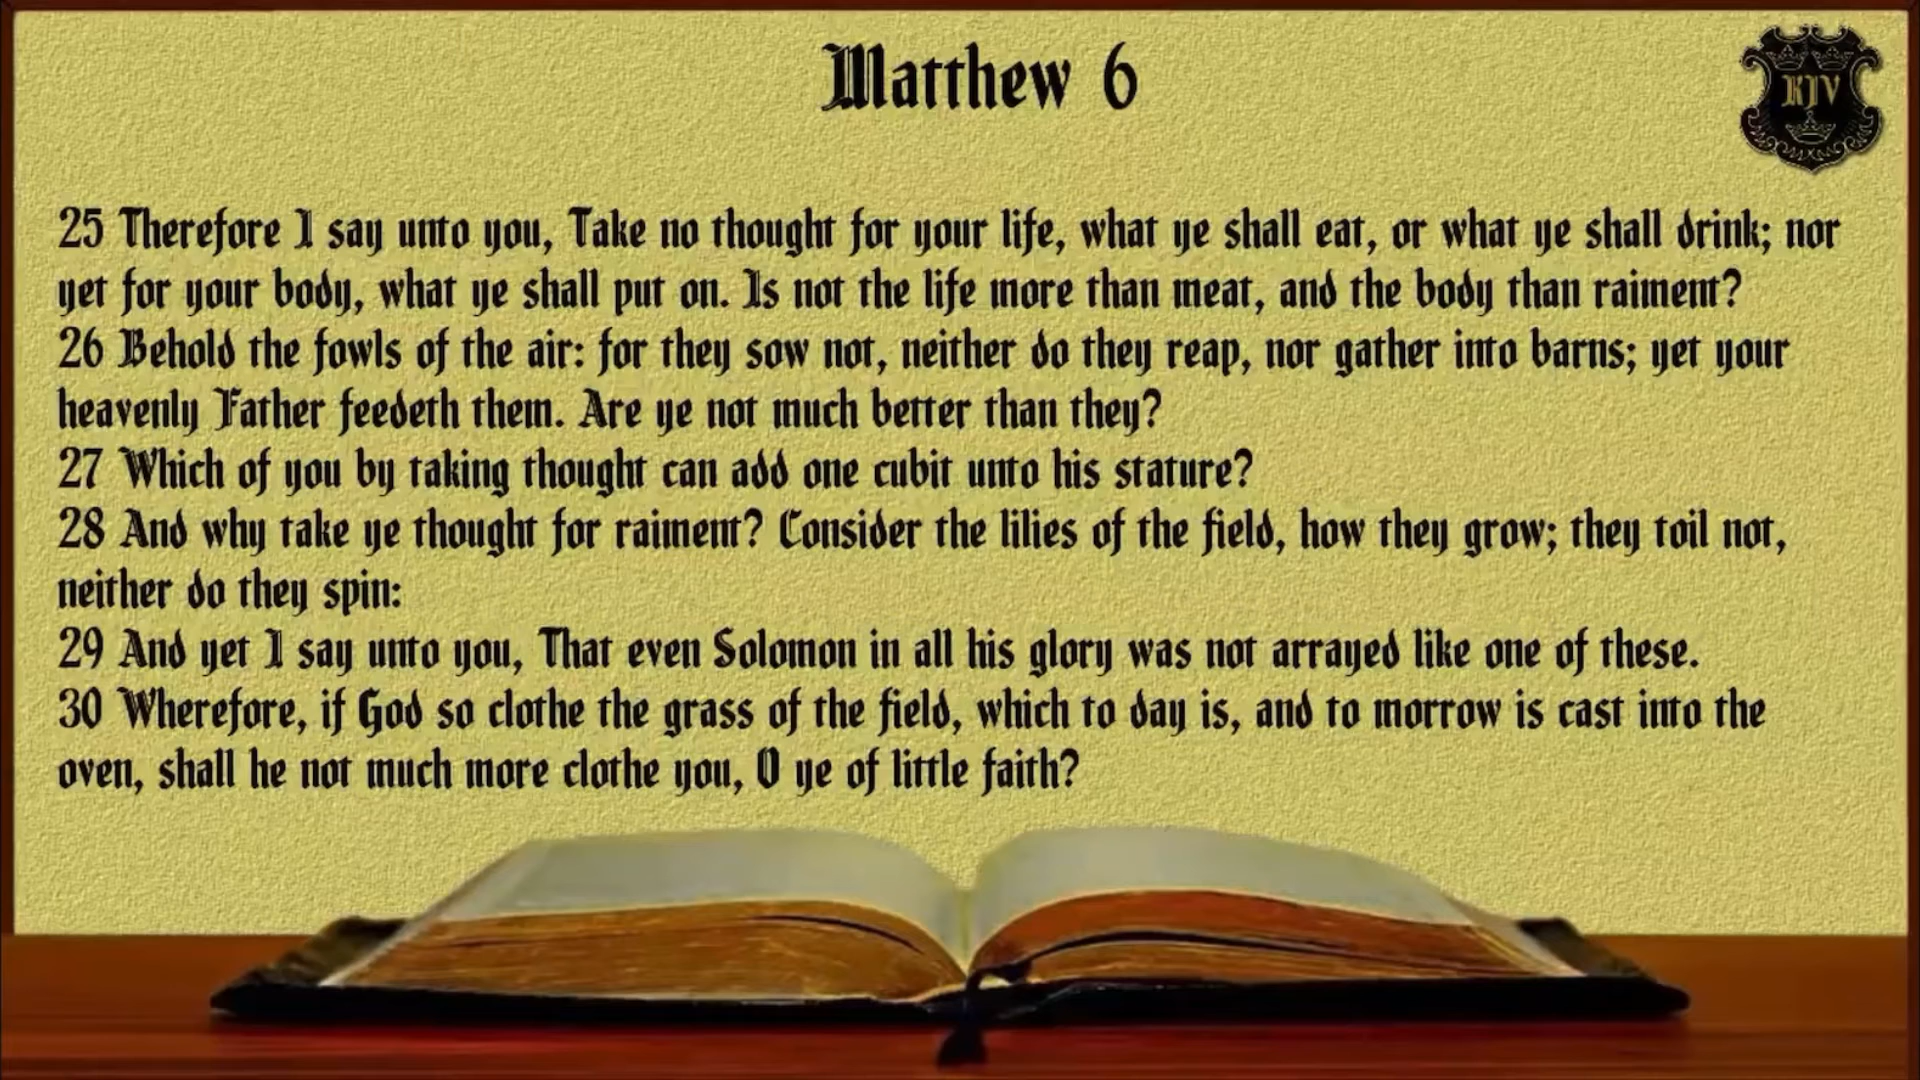 Matthew 6
KJV
25 Therefore I say unto you, Take no thought for your life, what ye shall eat, or what ye shall drink; nor
yet for your body, what ye shall put on. Is not the life more than meat, and the body than raiment?
26 Behold the fowls of the air: for they sow not, neither do they reap, nor gather into barns; yet your
heavenly Father feedeth them. Are ye not much better than they?
27 Which of you by taking thought can add one cubit unto his stature?
28 And why take ye thought for raiment? Consider the lilies of the field, how they grow; they toil not,
neither do they spin:
29 And yet I say unto you, That even Solomon in all his glory was not arrayed like one of these.
30 Wherefore, if God so clothe the grass of the field, which to day is, and to morrow is cast into the
oven, shall he not much more clothe you, O ye of little faith?